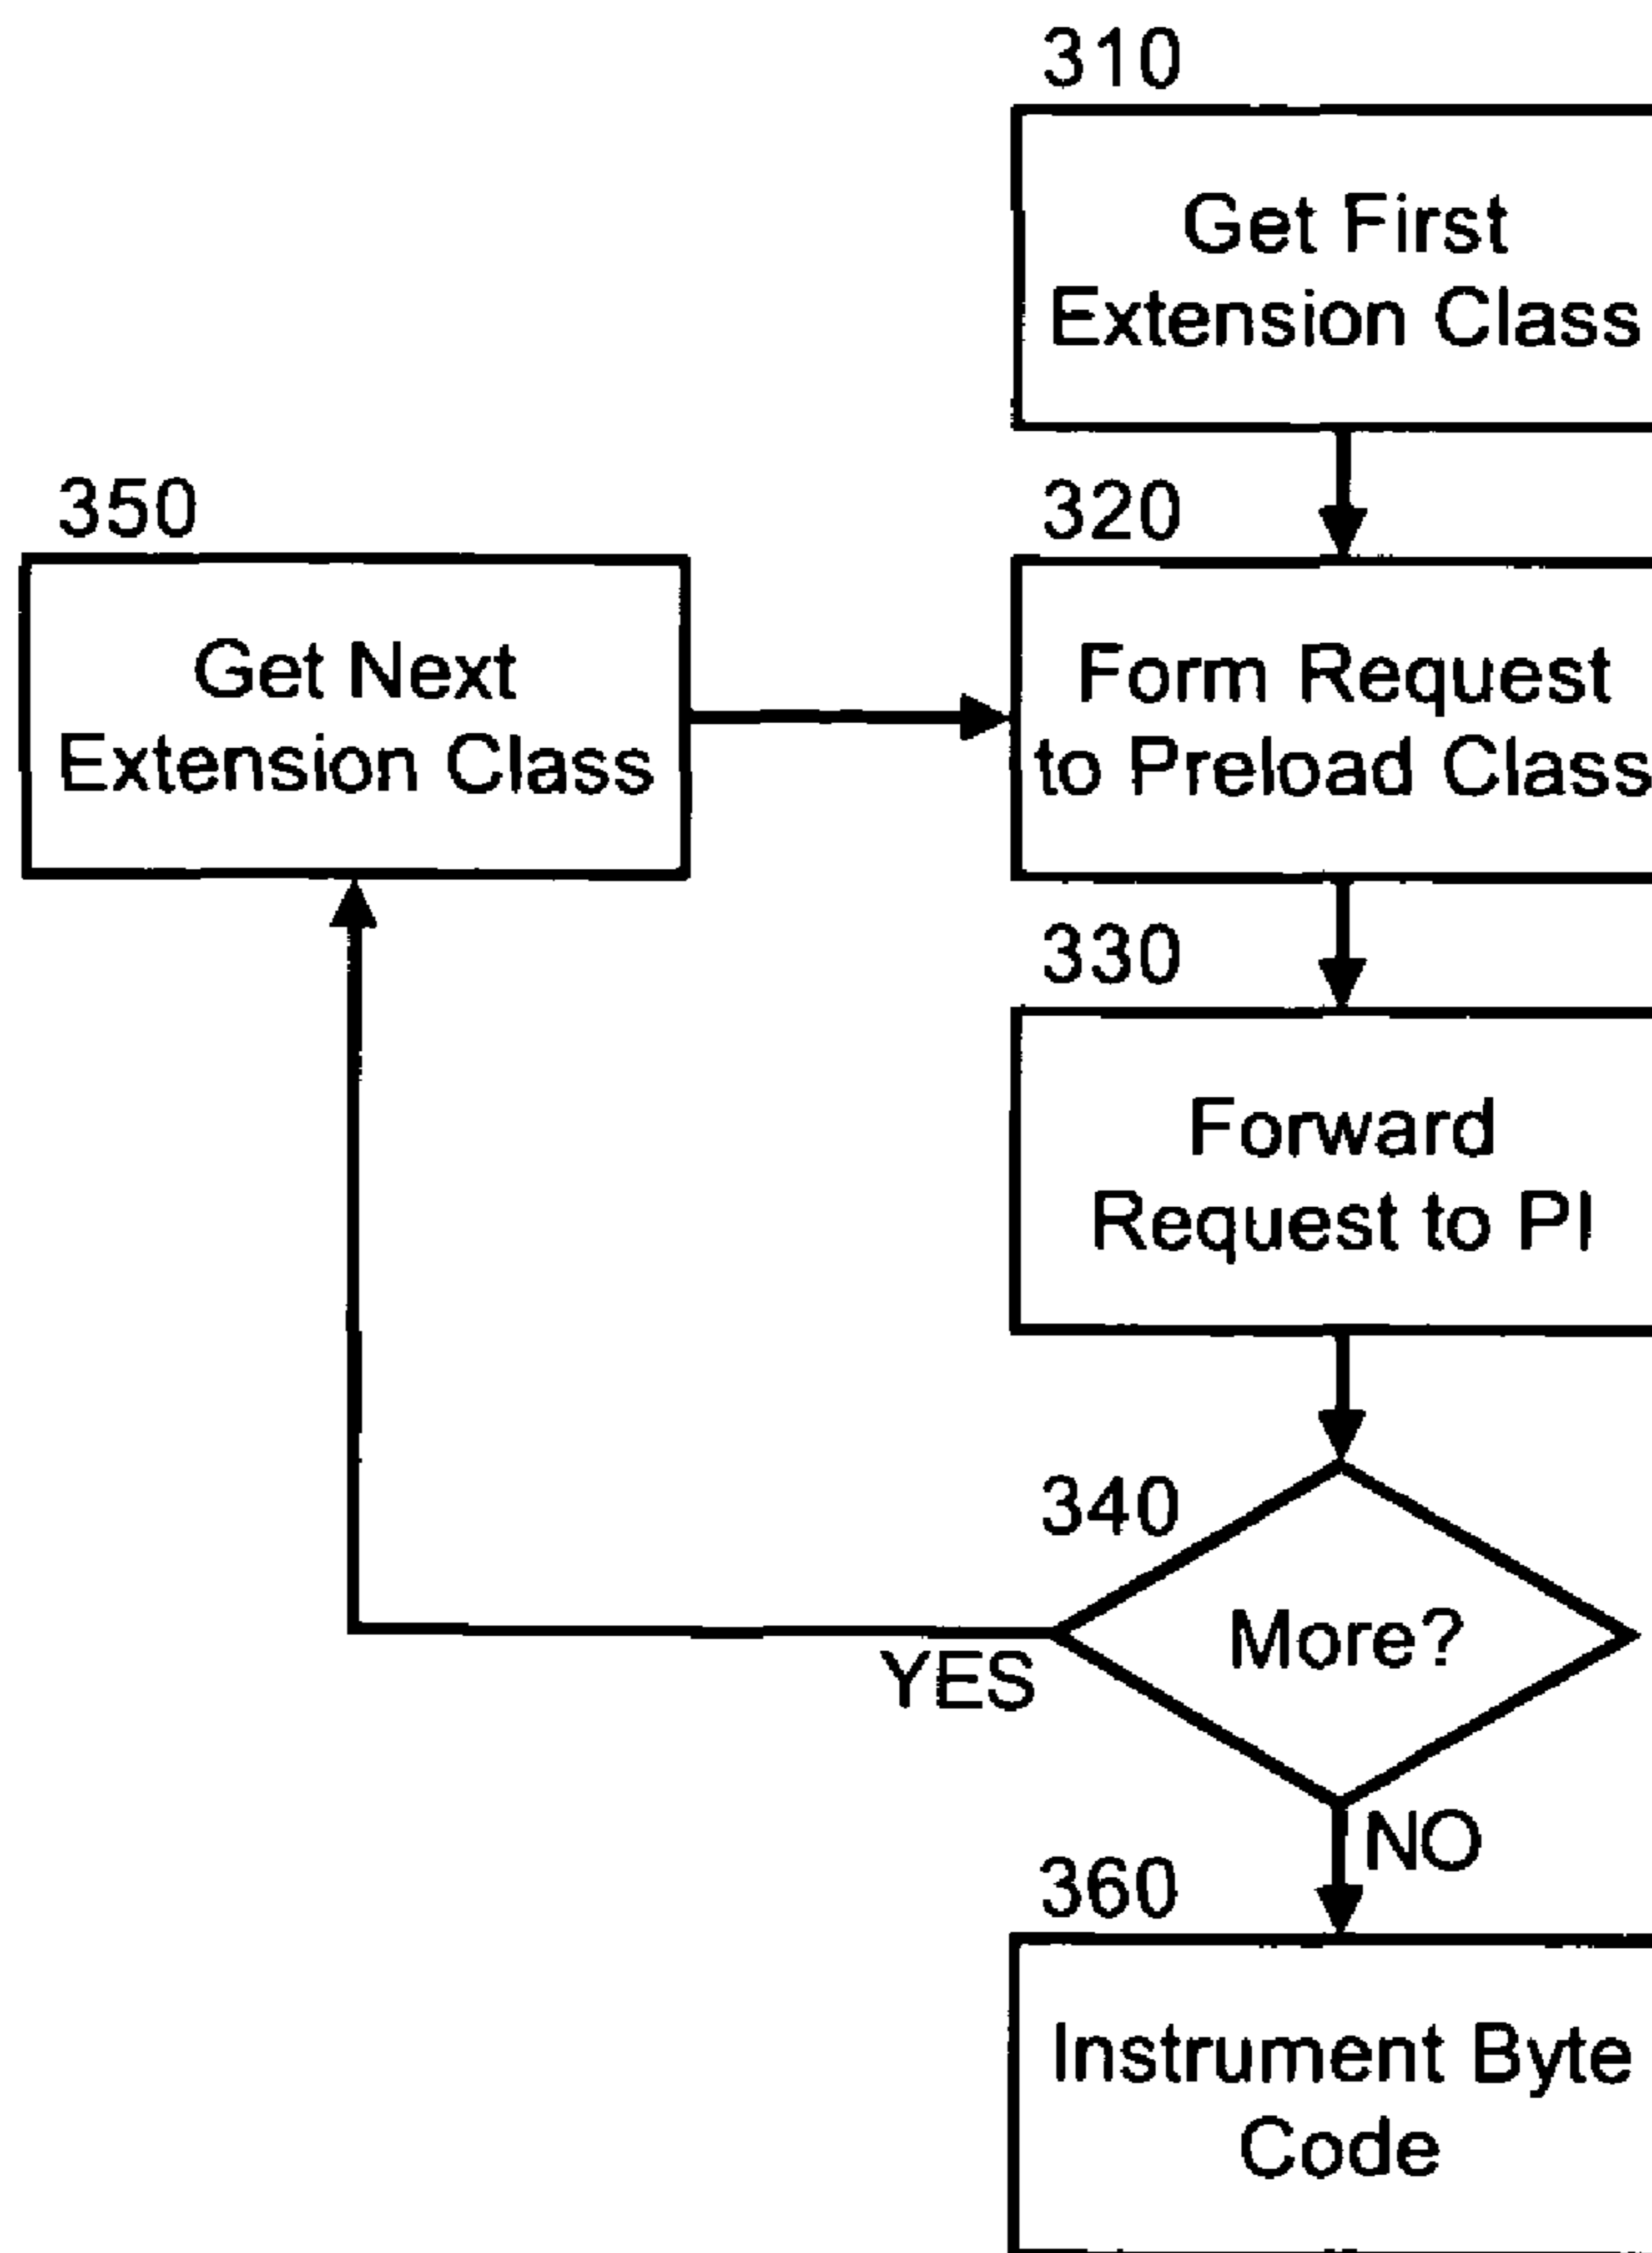 310
Get First
Extension Class
350
Get Next
Extension Class
320
Form Request
to Preload Class
330
Forward
Request to PI
340
More?
YES
NO
360
Instrument Byte
Code